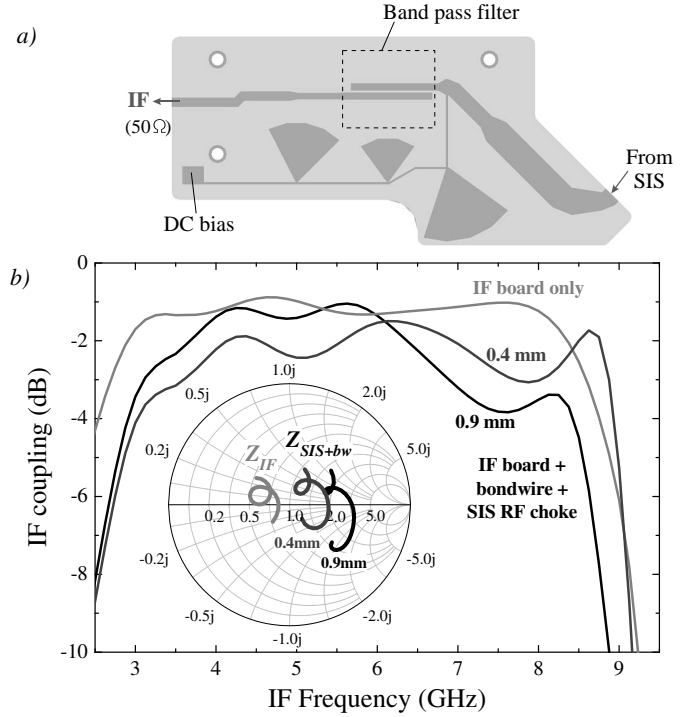 a)
Band pass filter
IF
(50Ω)
From
SIS
DC bias
b)
0
-2
-4
-6
-8
-10
IF coupling (dB)
IF board only
0.4 mm
0.9 mm
IF board +
bondwire +
SIS RF choke
1.0j
0.5j
2.0j
0.2j
5.0j
Z_IF
Z_SIS+bw
0.2
0.5
1.0
2.0
5.0
0.4mm
0.9mm
-0.2j
-5.0j
-0.5j
-2.0j
-1.0j
3
4
5
6
7
8
9
IF Frequency (GHz)